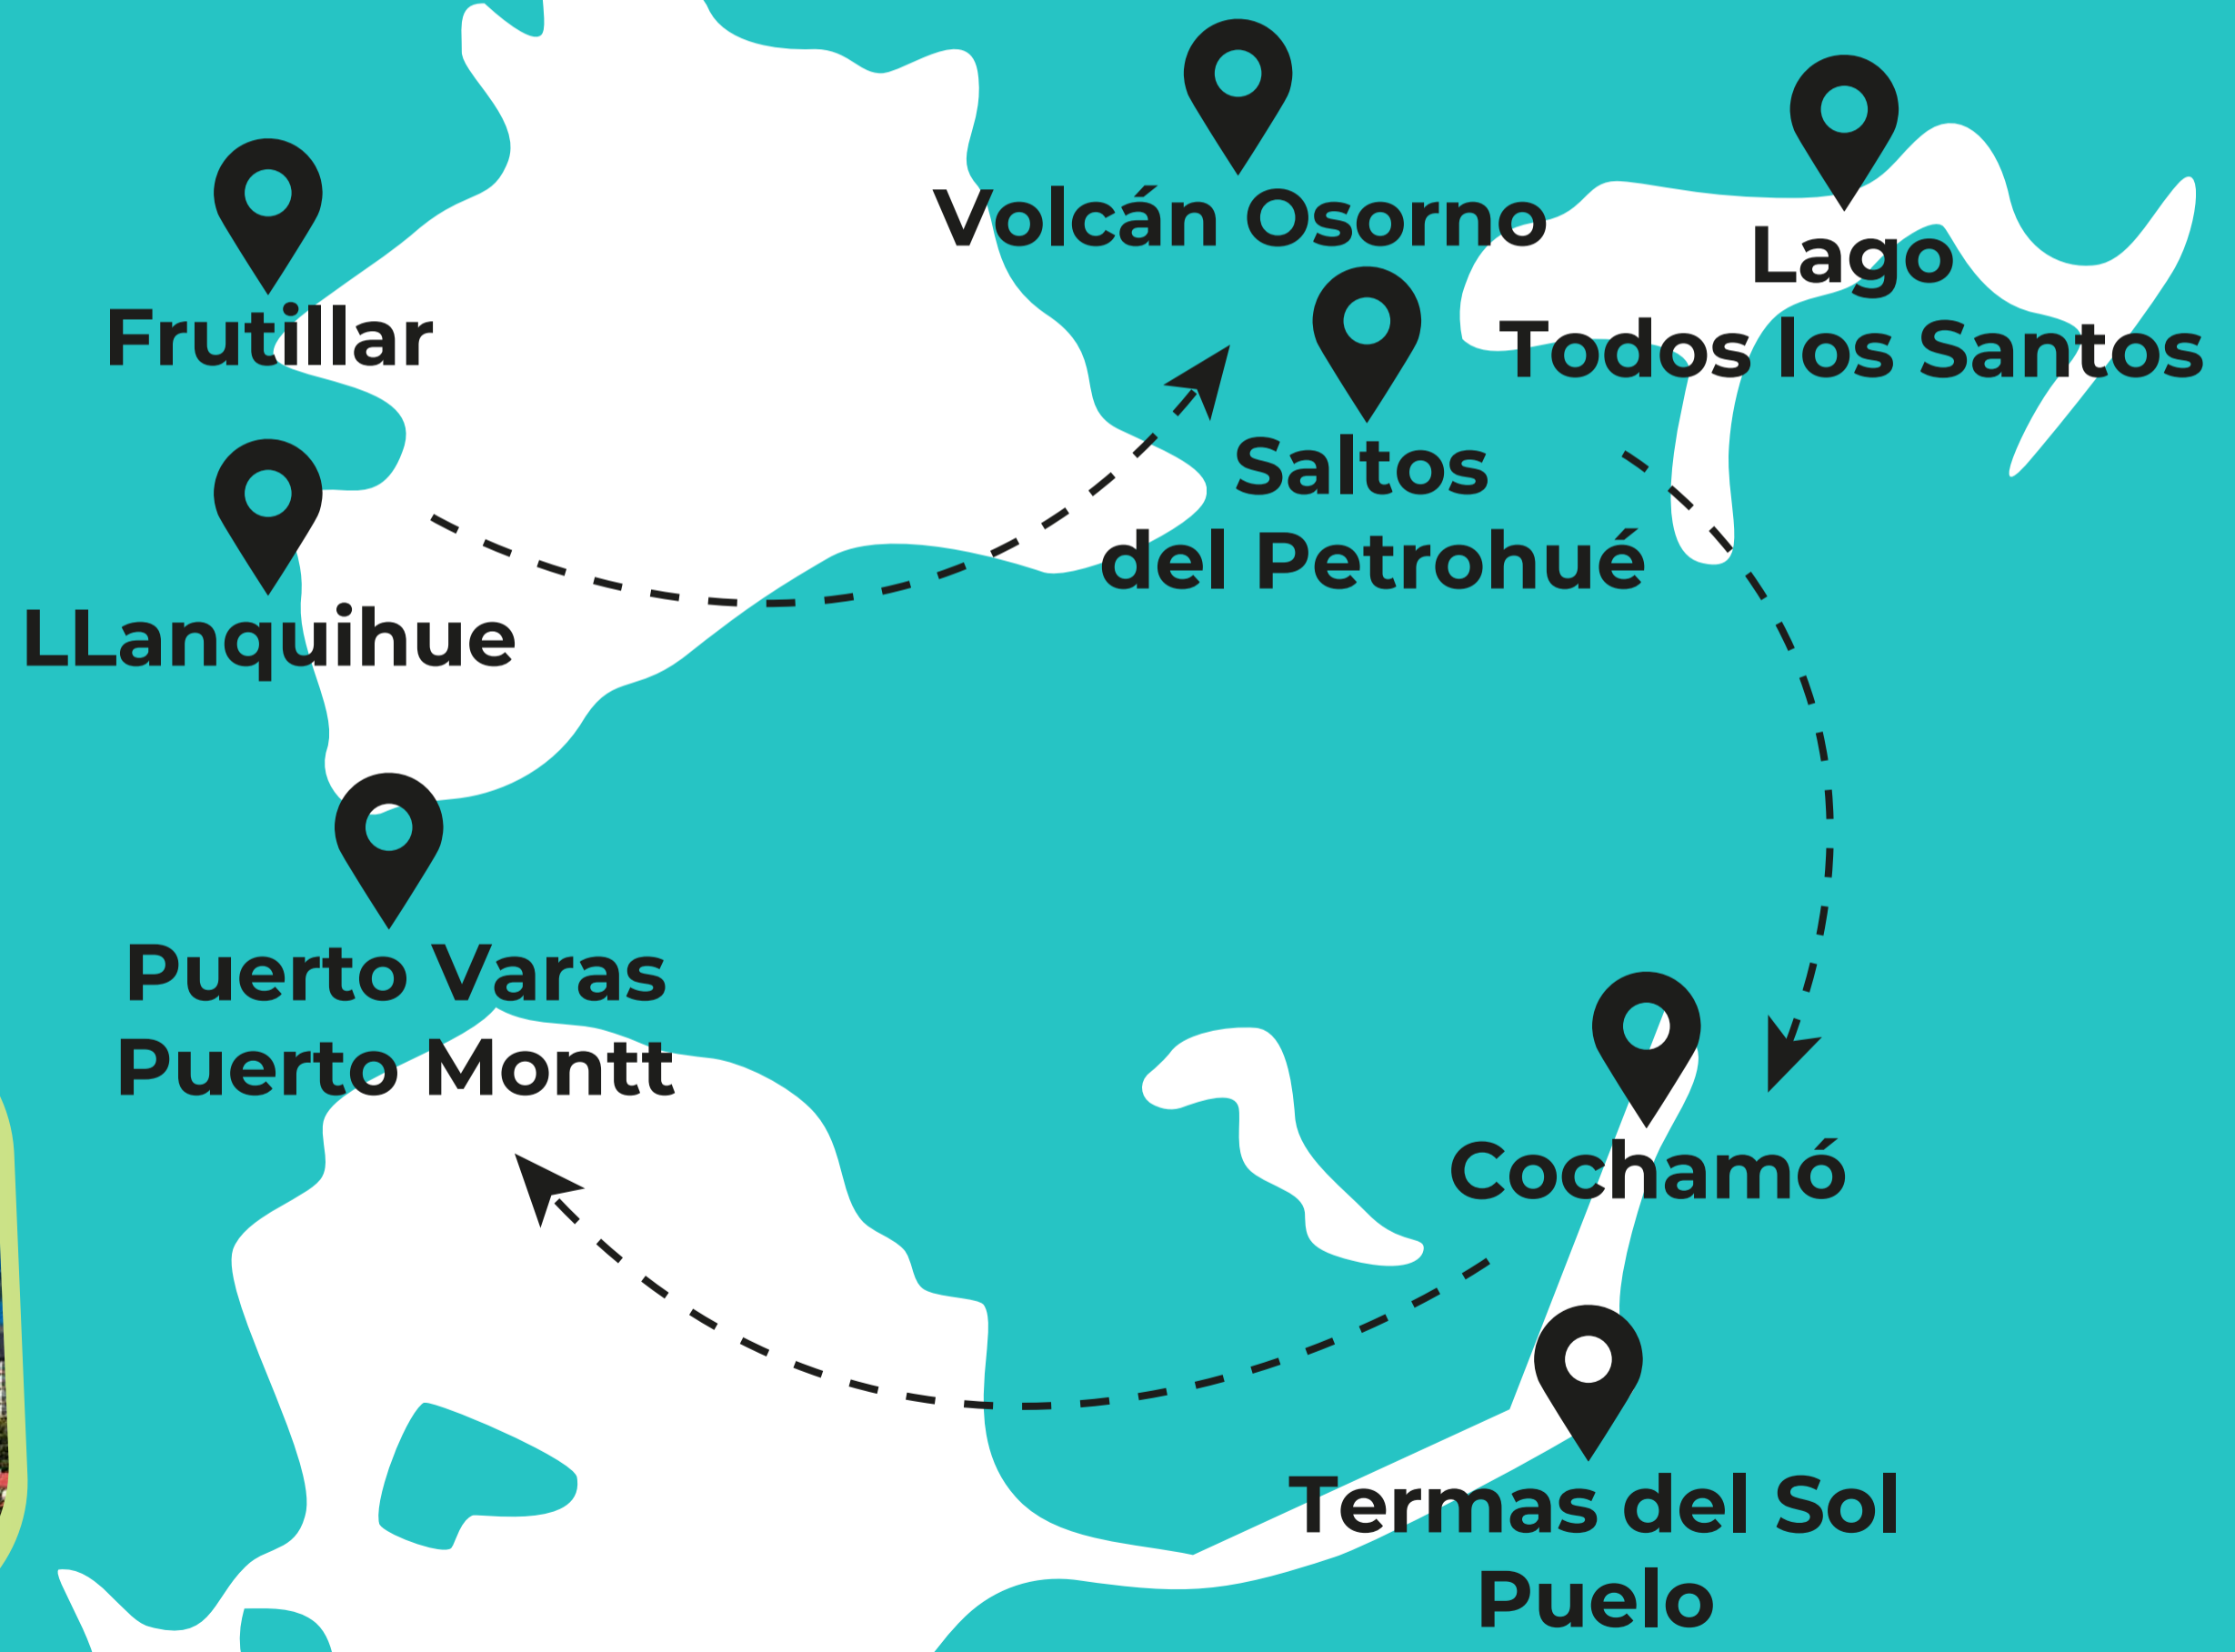 Volcán Osorno
Lago
Todos los Santos
Frutillar
Saltos
del Petrohué
LLanquihue
Puerto Varas
Puerto Montt
Cochamó
Termas del Sol
Puelo